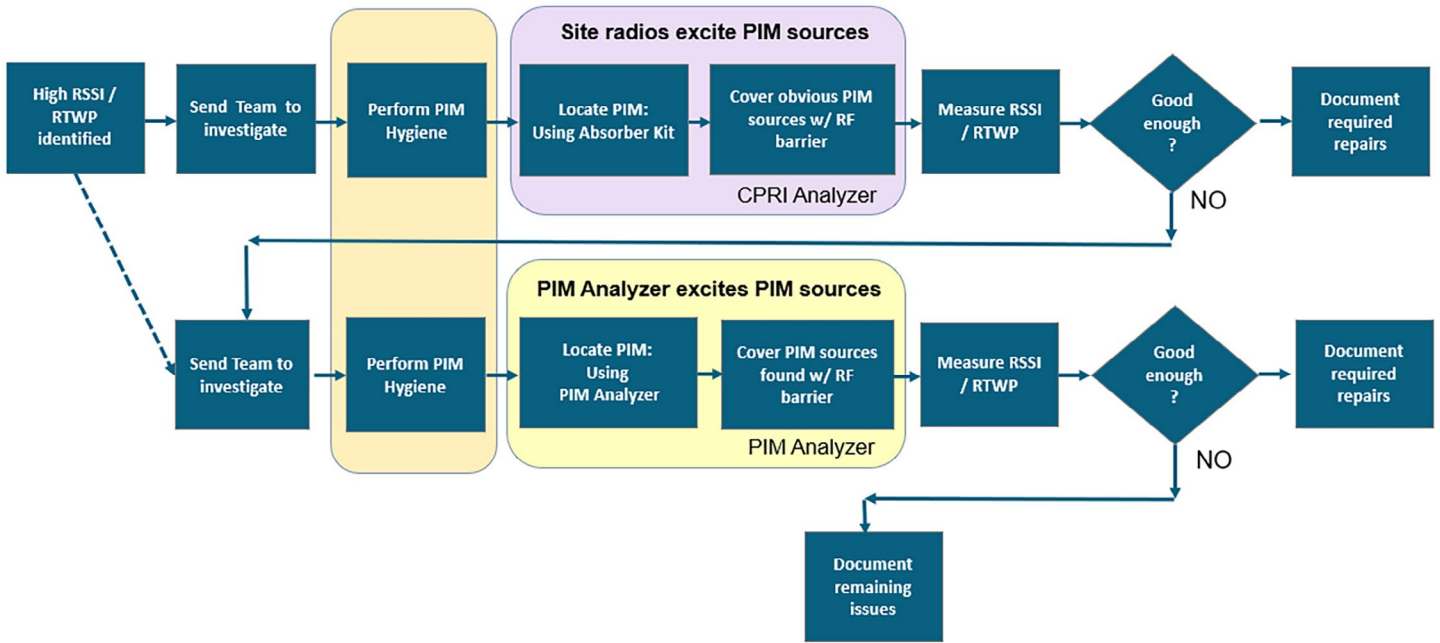 Site radios excite PIM sources
High RSSI /
RTWP
identified
Send Team to
investigate
Perform PIM
Hygiene
Locate PIM:
Using Absorber Kit
Cover obvious PIM
sources w/ RF
barrier
CPRI Analyzer
Measure RSSI
/ RTWP
Good
enough
?
NO
Document
required
repairs
PIM Analyzer excites PIM sources
Send Team to
investigate
Perform PIM
Hygiene
Locate PIM:
Using
PIM Analyzer
Cover PIM sources
found w/ RF
barrier
PIM Analyzer
Measure RSSI
/ RTWP
Good
enough
?
NO
Document
required
repairs
Document
remaining
issues